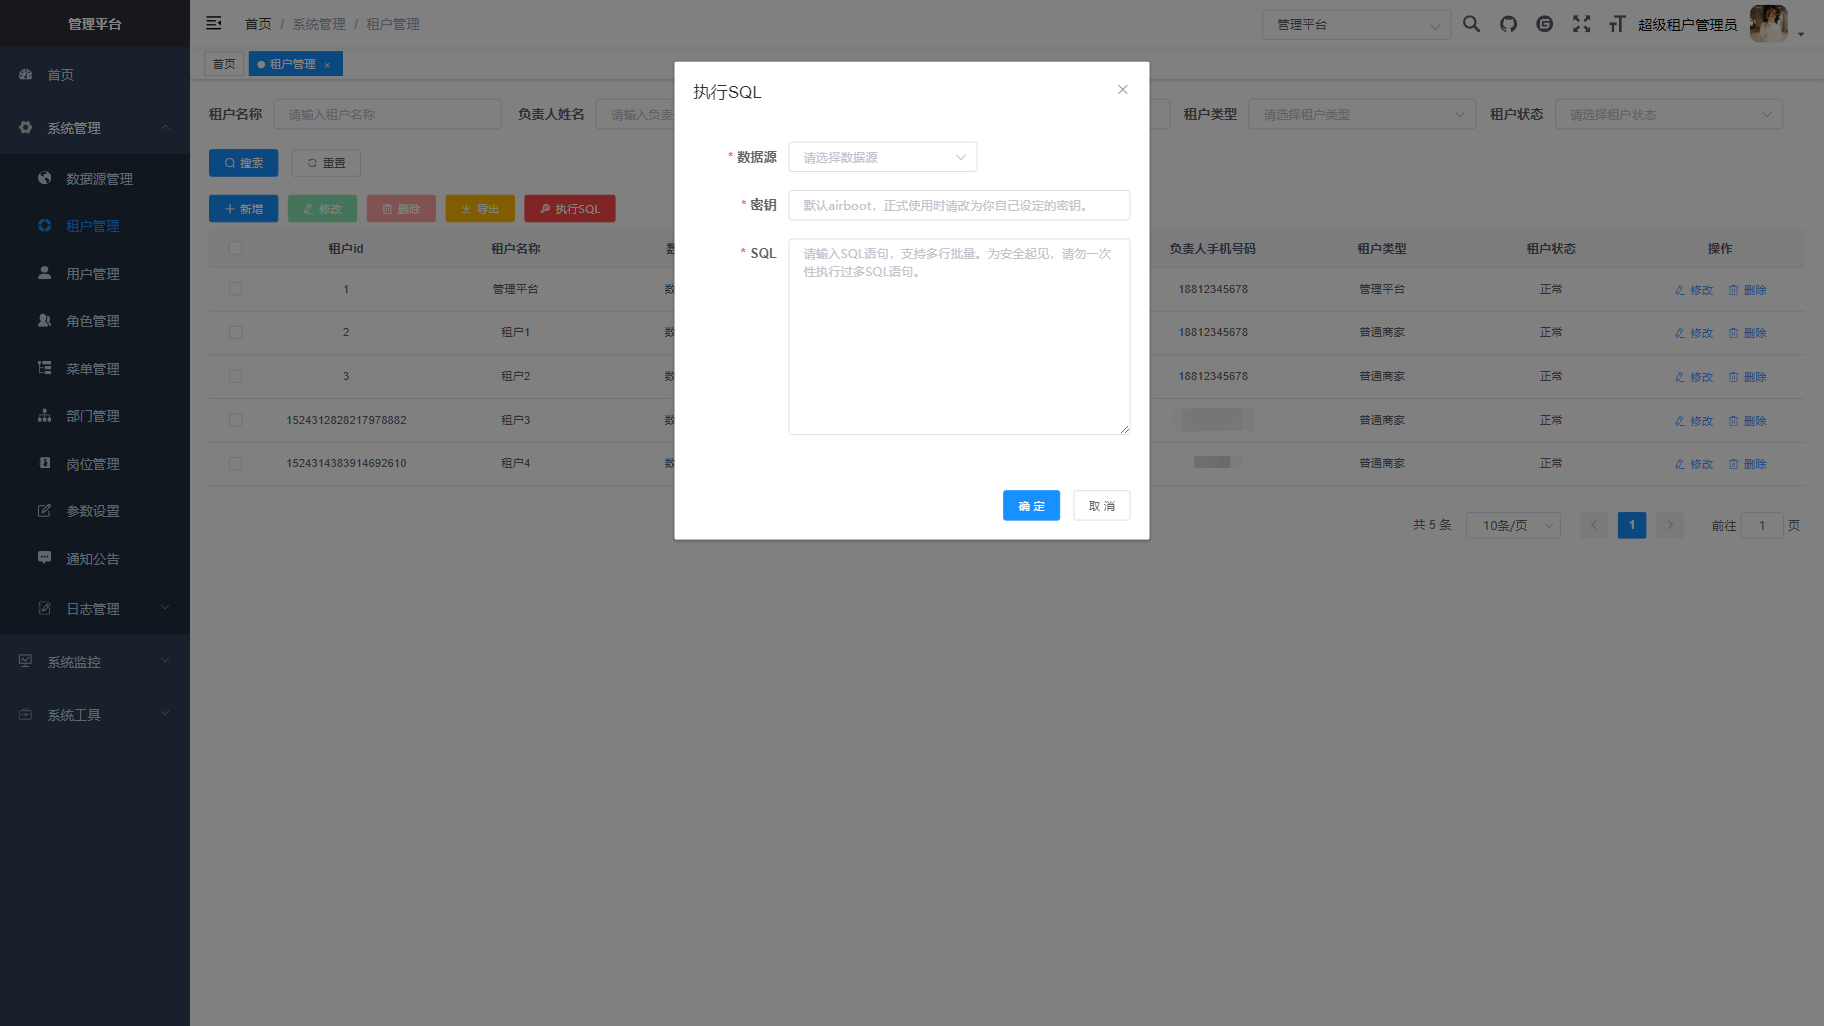 管理平台
首页 / 系统管理 / 租户管理
管理平台
超级租户管理员
首页
系统管理
数据源管理
租户管理
用户管理
角色管理
菜单管理
部门管理
岗位管理
参数设置
通知公告
日志管理
系统监控
系统工具
首页
租户管理 ×
租户名称 请输入租户名称 负责人姓名 请输入负责 租户类型 请选择租户类型 租户状态 请选择租户状态
搜索 重置
新增 修改 删除 导出 执行SQL
租户id 租户名称 负责人手机号码 租户类型 租户状态 操作
1 管理平台 数 18812345678 管理平台 正常 修改 删除
2 租户1 数 18812345678 普通商家 正常 修改 删除
3 租户2 数 18812345678 普通商家 正常 修改 删除
1524312828217978882 租户3 数 普通商家 正常 修改 删除
1524314383914692610 租户4 数 普通商家 正常 修改 删除
共 5 条 10条/页 1 前往 1 页
执行SQL
* 数据源 请选择数据源
* 密钥 默认airboot，正式使用时请改为你自己设定的密钥。
* SQL 请输入SQL语句，支持多行批量。为安全起见，请勿一次
性执行过多SQL语句。
确 定 取 消